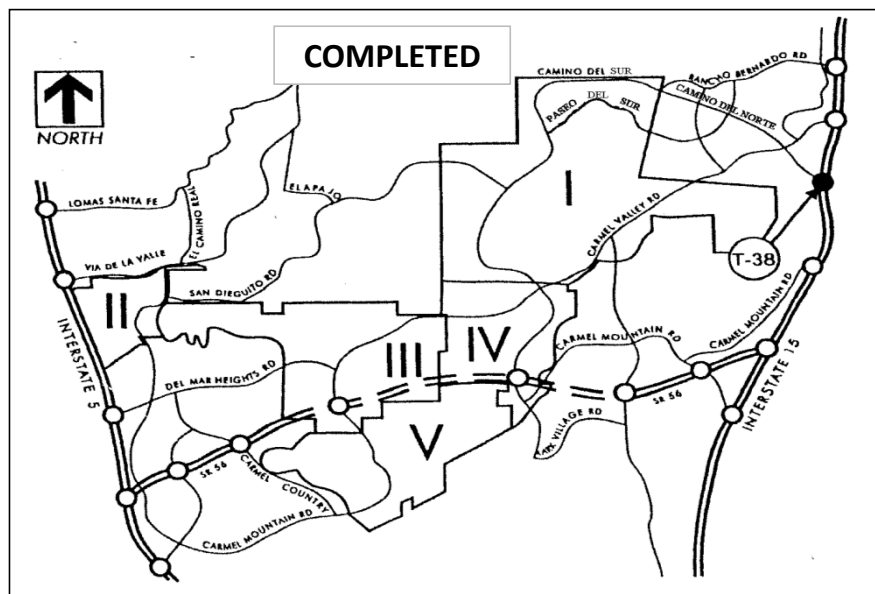 COMPLETED
NORTH
CAMINO DEL SUR
RANCHO BERNARDO RD
CAMINO DEL NORTE
PASEO DEL SUR
LOMAS SANTA FE
EL CAMINO REAL
EL APAJO
I
CARMEL VALLEY RD
VIA DE LA VALLE
SAN DIEGUITO RD
T-38
II
INTERSTATE 5
III
IV
CARMEL MOUNTAIN RD
CARMEL MOUNTAIN RD
DEL MAR HEIGHTS RD
INTERSTATE 15
SR 56
PARK VILLAGE RD
V
SR 56
CARMEL COUNTRY
CARMEL MOUNTAIN RD